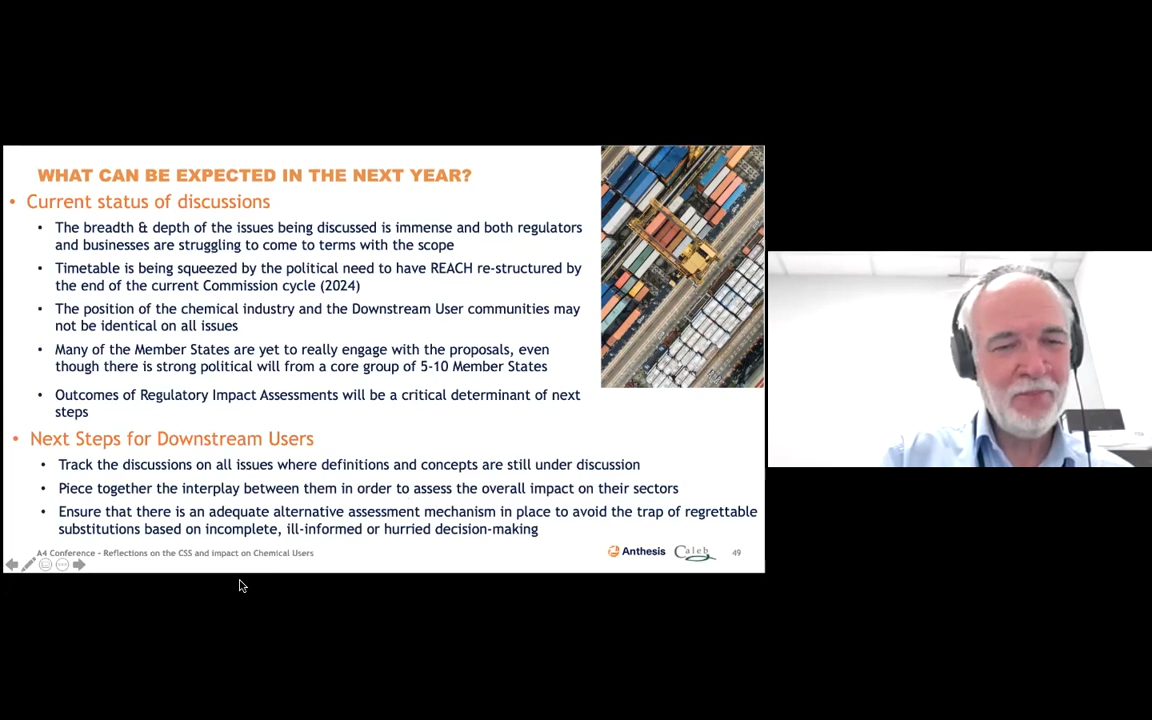 WHAT CAN BE EXPECTED IN THE NEXT YEAR?
• Current status of discussions
• The breadth & depth of the issues being discussed is immense and both regulators
and businesses are struggling to come to terms with the scope
• Timetable is being squeezed by the political need to have REACH re-structured by
the end of the current Commission cycle (2024)
• The position of the chemical industry and the Downstream User communities may
not be identical on all issues
• Many of the Member States are yet to really engage with the proposals, even
though there is strong political will from a core group of 5-10 Member States
• Outcomes of Regulatory Impact Assessments will be a critical determinant of next
steps
• Next Steps for Downstream Users
• Track the discussions on all issues where definitions and concepts are still under discussion
• Piece together the interplay between them in order to assess the overall impact on their sectors
• Ensure that there is an adequate alternative assessment mechanism in place to avoid the trap of regrettable
substitutions based on incomplete, ill-informed or hurried decision-making
A4 Conference - Reflections on the CSS and impact on Chemical Users
Anthesis
Caleb
49